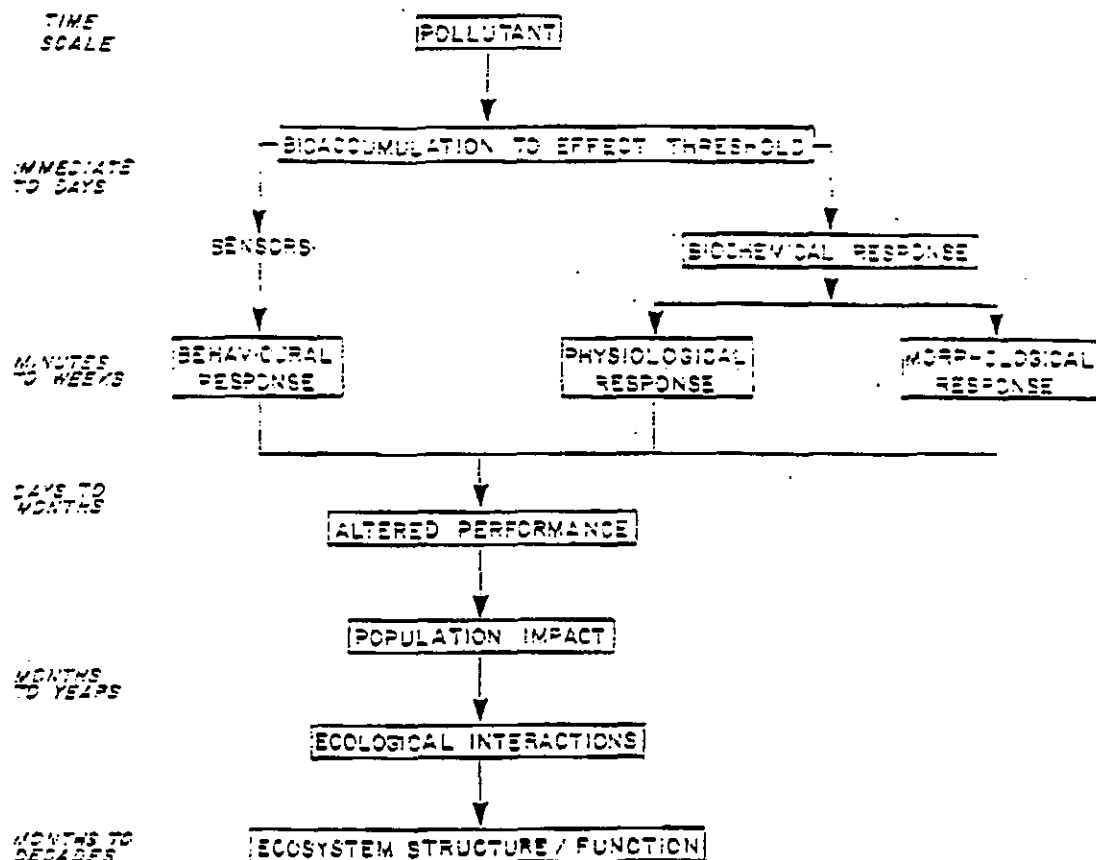 TIME
SCALE
POLLUTANT
BIOACCUMULATION TO EFFECT THRESHOLD
IMMEDIATE
TO DAYS
SENSORS
BIOCHEMICAL RESPONSE
MINUTES
TO WEEKS
BEHAVIOURAL
RESPONSE
PHYSIOLOGICAL
RESPONSE
MORPHOLOGICAL
RESPONSE
DAYS TO
MONTHS
ALTERED PERFORMANCE
POPULATION IMPACT
MONTHS
TO YEARS
ECOLOGICAL INTERACTIONS
MONTHS TO
DECADES
ECOSYSTEM STRUCTURE / FUNCTION